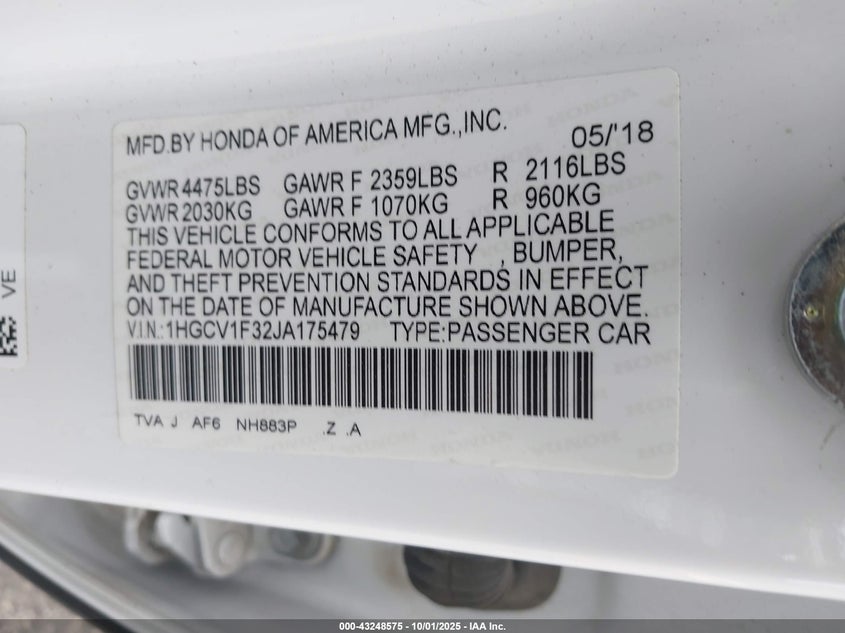 MFD.BY HONDA OF AMERICA MFG.,INC. 05/'18
GVWR 4475LBS GAWR F 2359LBS R 2116LBS
GVWR 2030KG GAWR F 1070KG R 960KG
THIS VEHICLE CONFORMS TO ALL APPLICABLE
FEDERAL MOTOR VEHICLE SAFETY , BUMPER,
AND THEFT PREVENTION STANDARDS IN EFFECT
ON THE DATE OF MANUFACTURE SHOWN ABOVE.
V I N.:1HGCV1F32JA175479 TYPE:PASSENGER CAR
TVA J AF6 NH883P .Z .A
VE
000-43248575 - 10/01/2025 - IAA Inc.